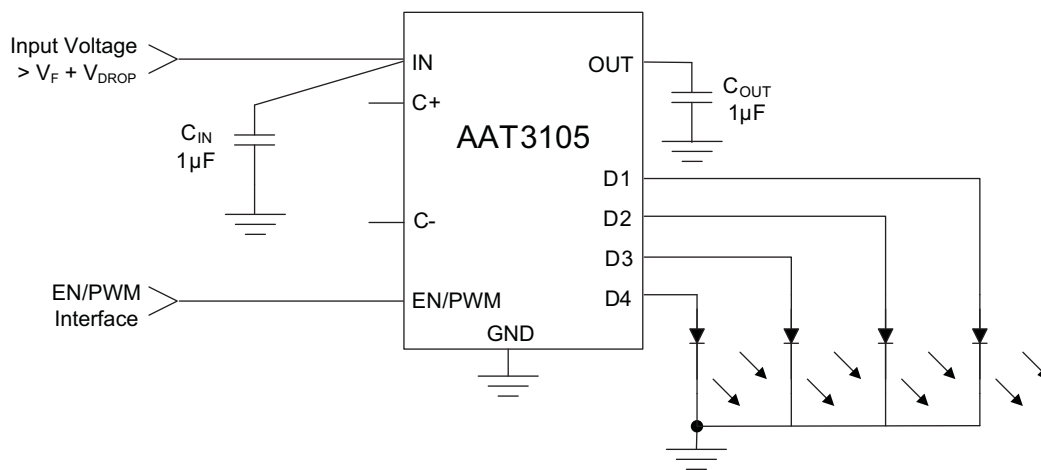 Input Voltage
> V_F + V_DROP
IN
C+
C_IN
1µF
C-
EN/PWM
Interface
EN/PWM
GND
AAT3105
OUT
C_OUT
1µF
D1
D2
D3
D4